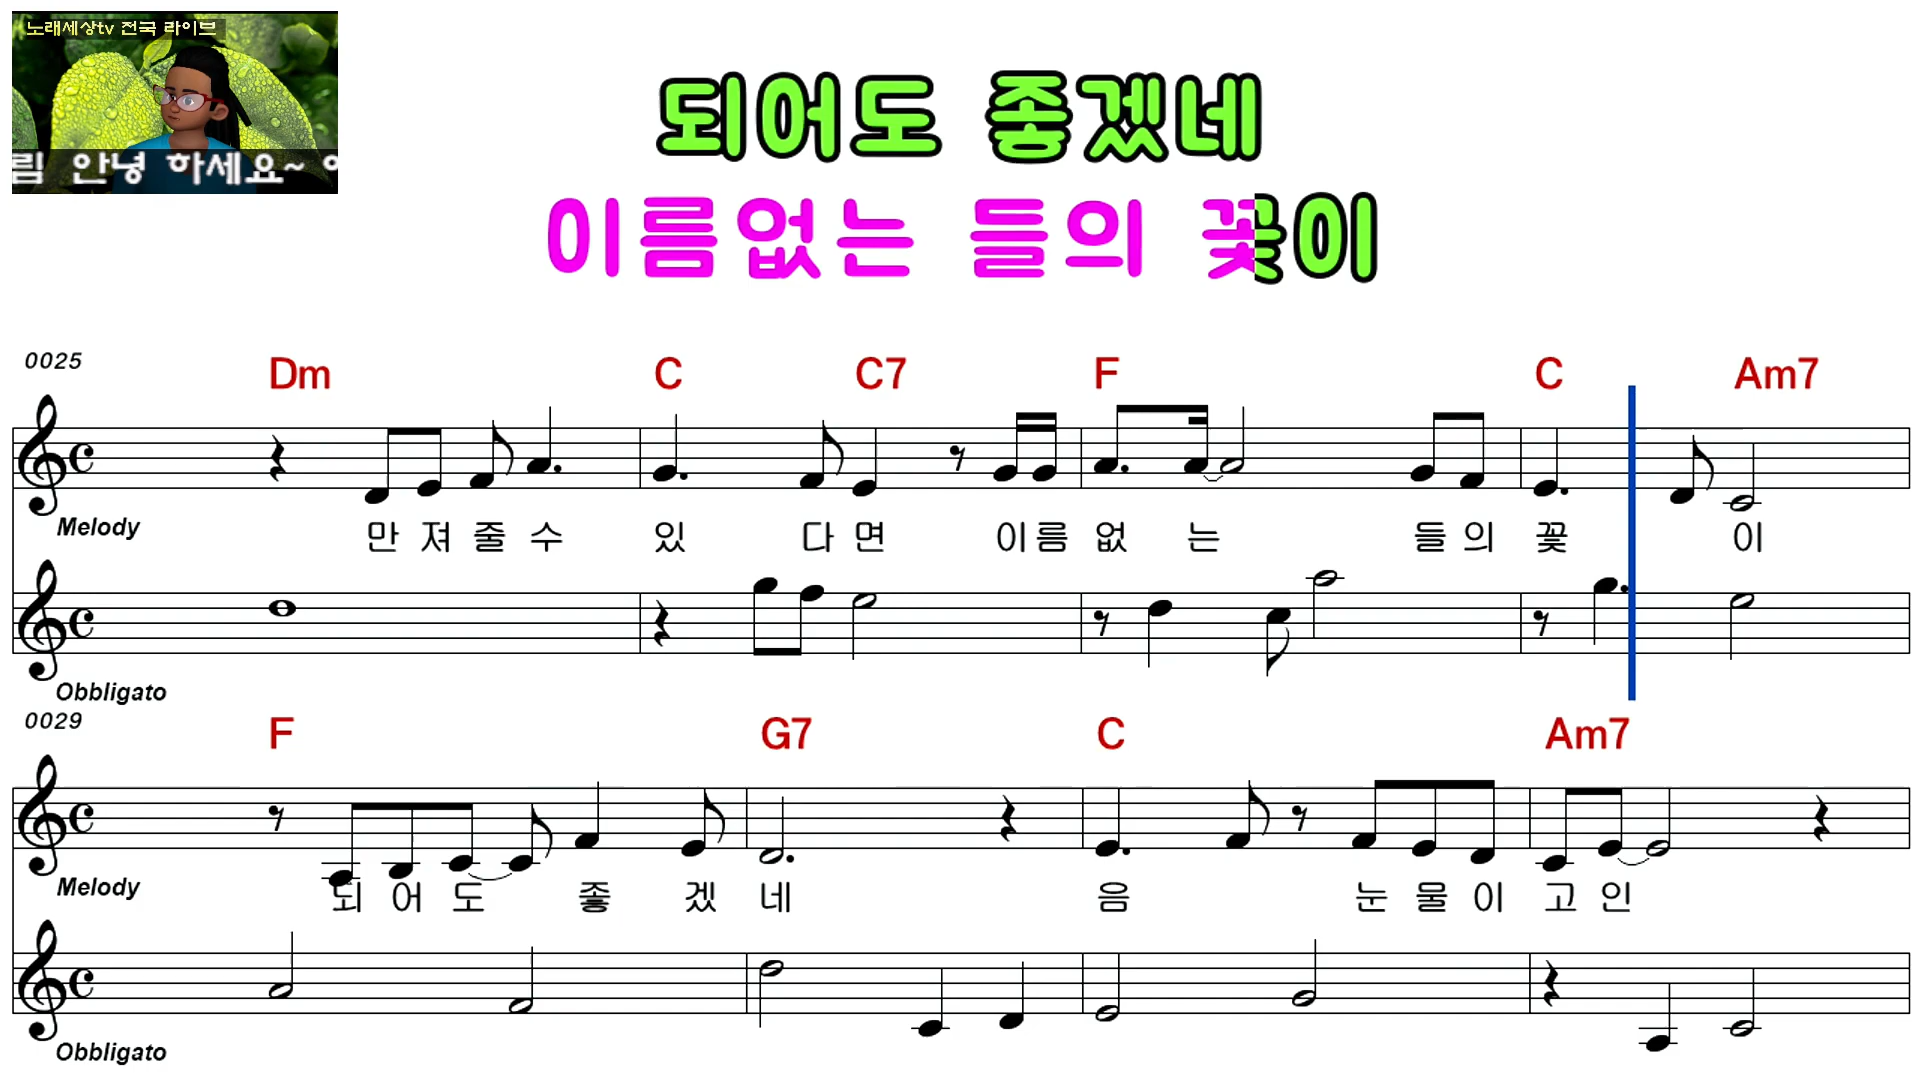 노래세상tv 전국 라이브
림 안녕 하세요~
되어도 좋겠네
이름없는 들의 꽃이
0025
Dm C C7 F C Am7
Melody
만 져 줄 수 있 다 면 이 름 없 는 들 의 꽃 이
Obbligato
0029
F G7 C Am7
Melody
되 어 도 좋 겠 네 음 눈 물 이 고 인
Obbligato